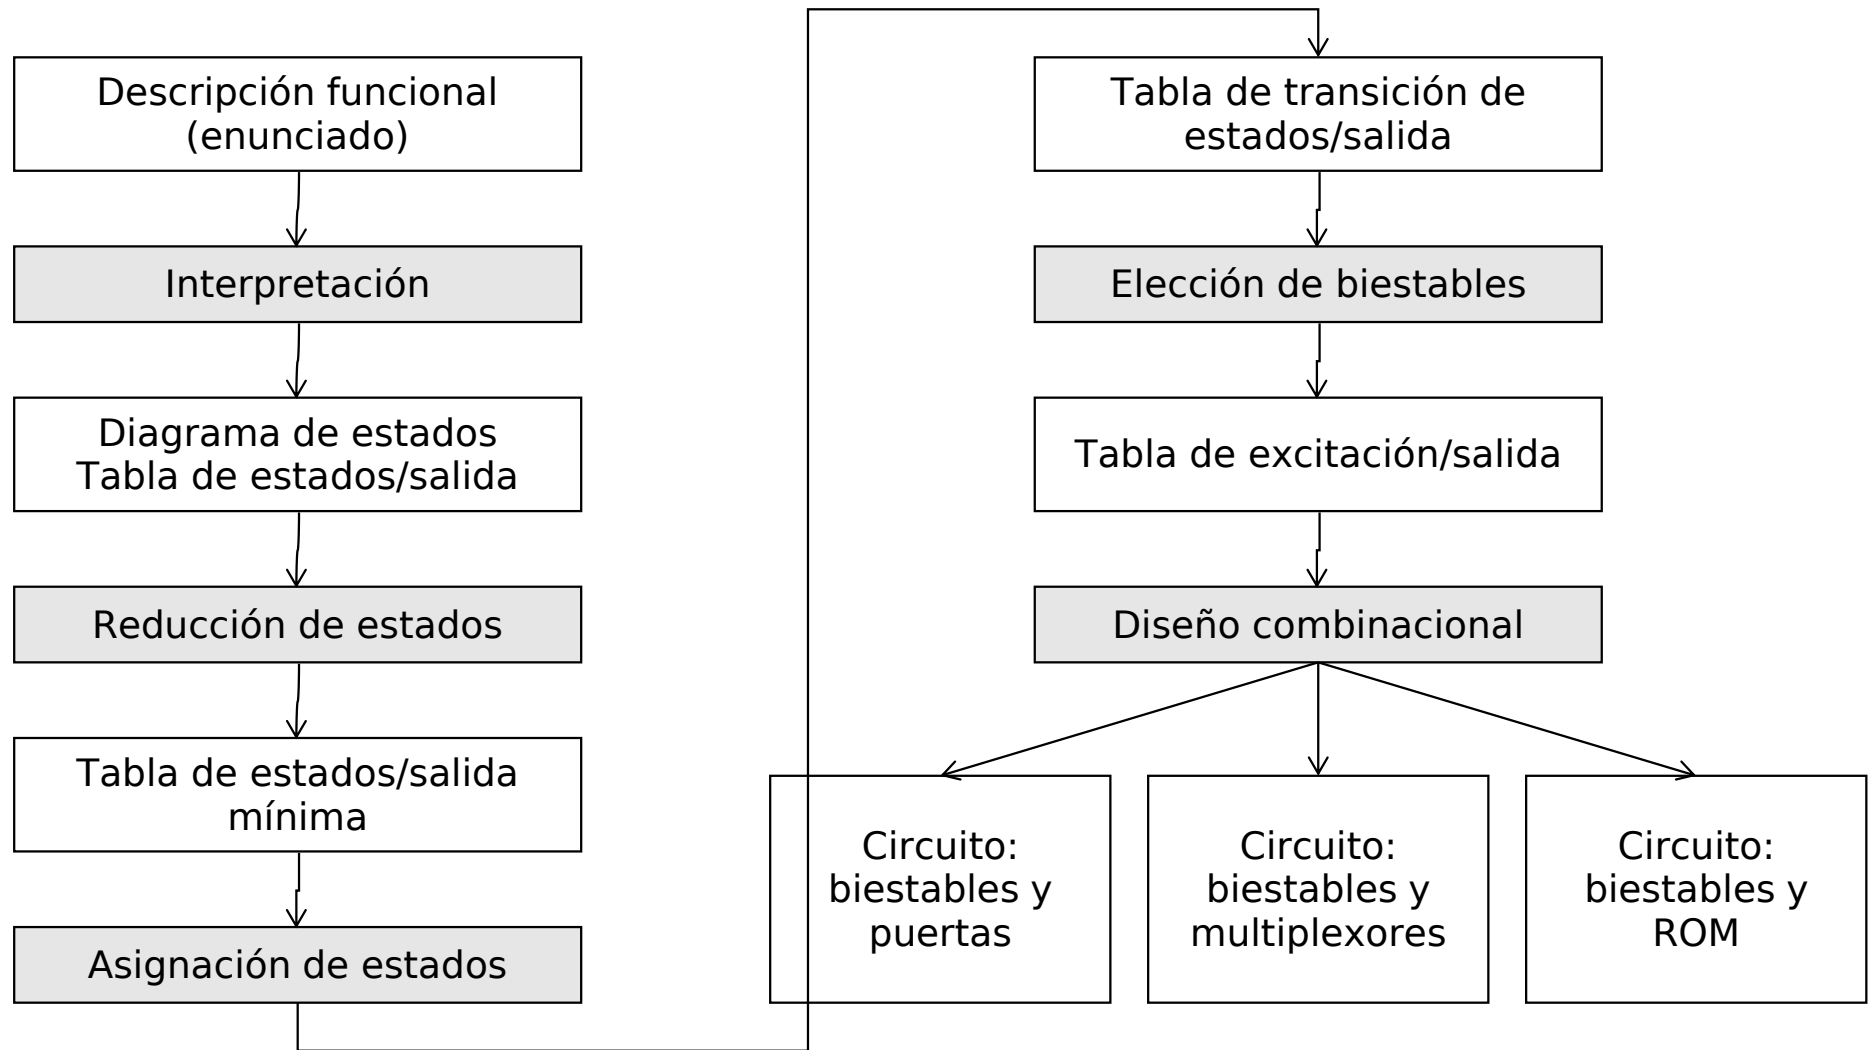 Descripción funcional
(enunciado)
Interpretación
Diagrama de estados
Tabla de estados/salida
Reducción de estados
Tabla de estados/salida
mínima
Asignación de estados
Tabla de transición de
estados/salida
Elección de biestables
Tabla de excitación/salida
Diseño combinacional
Circuito:
biestables y
puertas
Circuito:
biestables y
multiplexores
Circuito:
biestables y
ROM